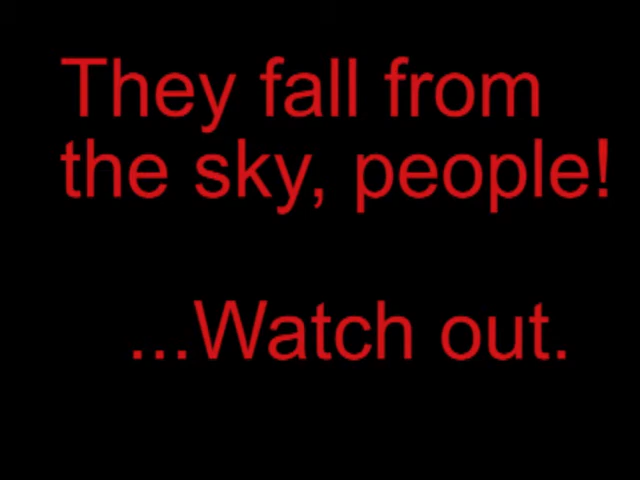 They fall from
the sky, people!
...Watch out.